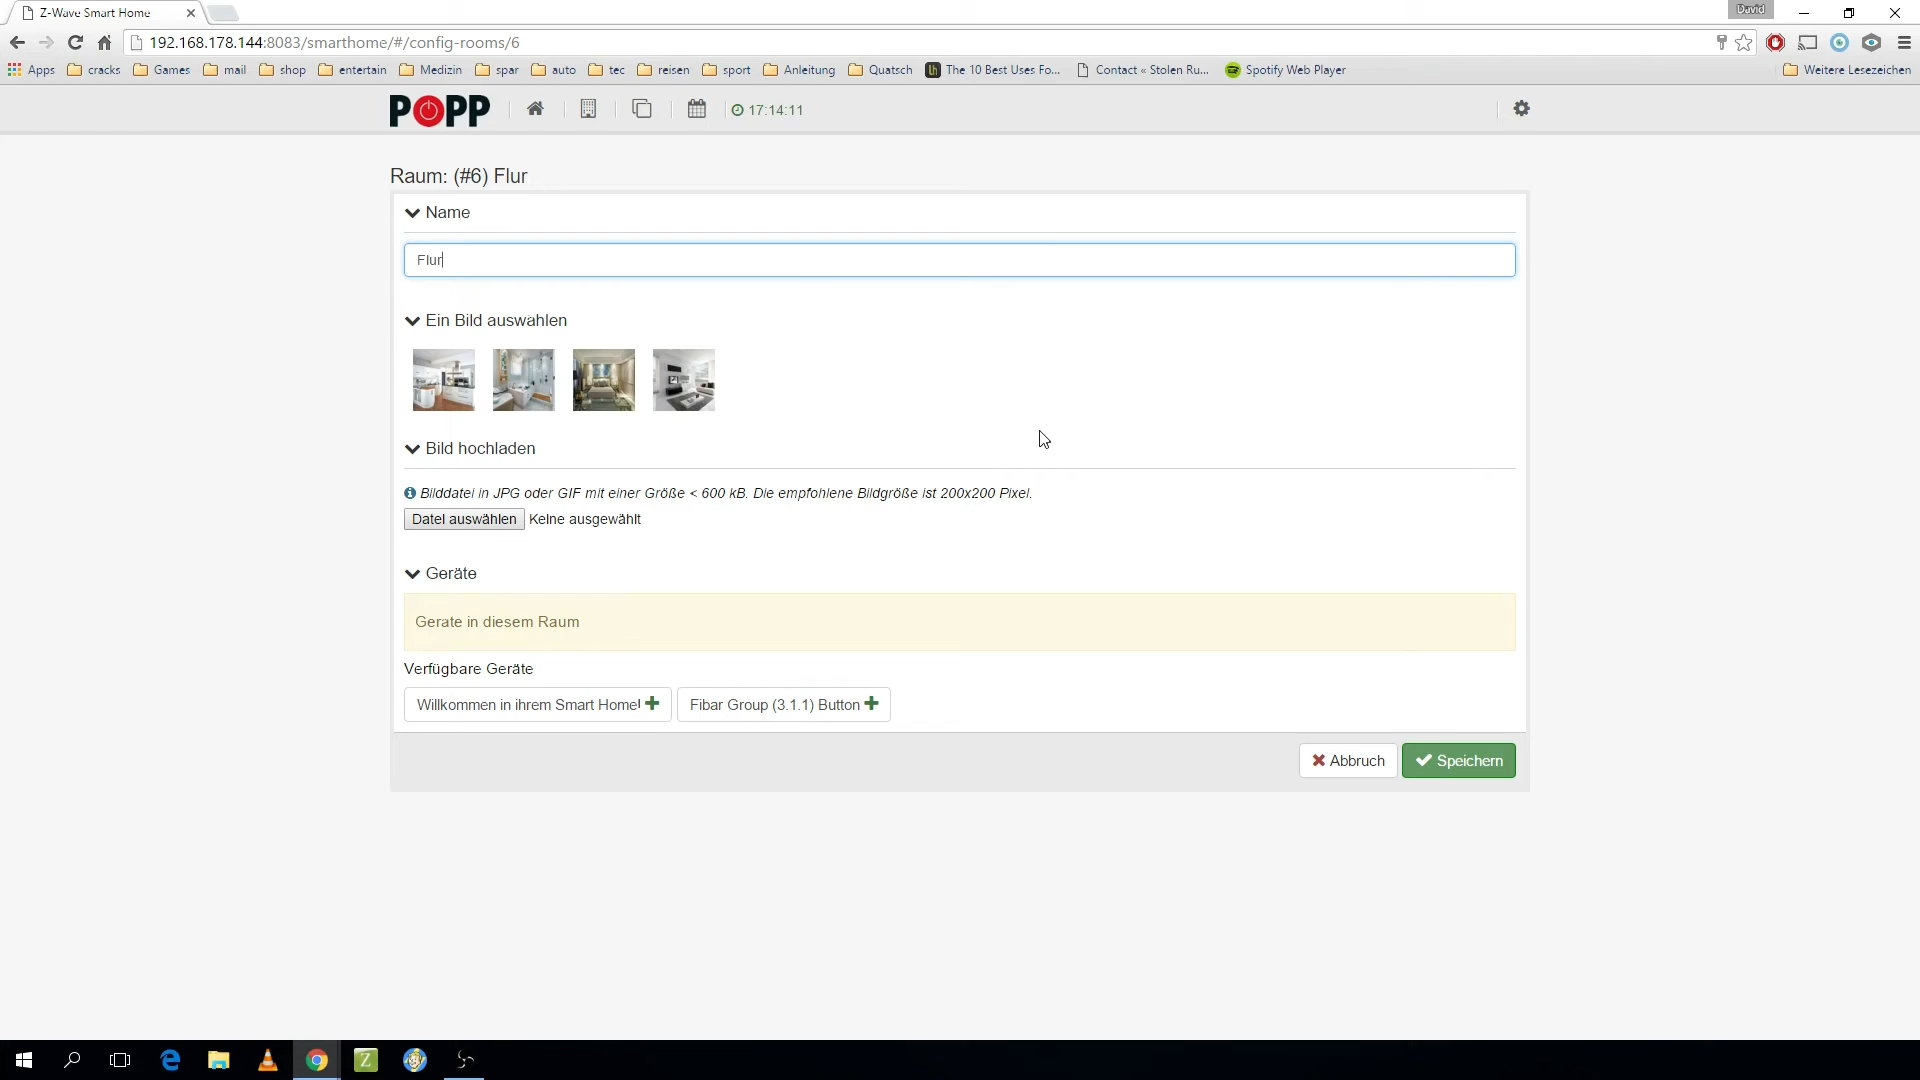 Z-Wave Smart Home
David
192.168.178.144:8083/smarthome/#/config-rooms/6
Apps cracks Games mail shop entertain Medizin spar auto tec reisen sport Anleitung Quatsch lh The 10 Best Uses Fo... Contact « Stolen Ru... Spotify Web Player Weitere Lesezeichen
POPP 17:14:11
Raum: (#6) Flur
Name
Flur
Ein Bild auswahlen
Bild hochladen
Bilddatei in JPG oder GIF mit einer Größe < 600 kB. Die empfohlene Bildgröße ist 200x200 Pixel.
Datei auswählen Keine ausgewählt
Geräte
Gerate in diesem Raum
Verfügbare Geräte
Willkommen in ihrem Smart Home! Fibar Group (3.1.1) Button
Abbruch Speichern
Z